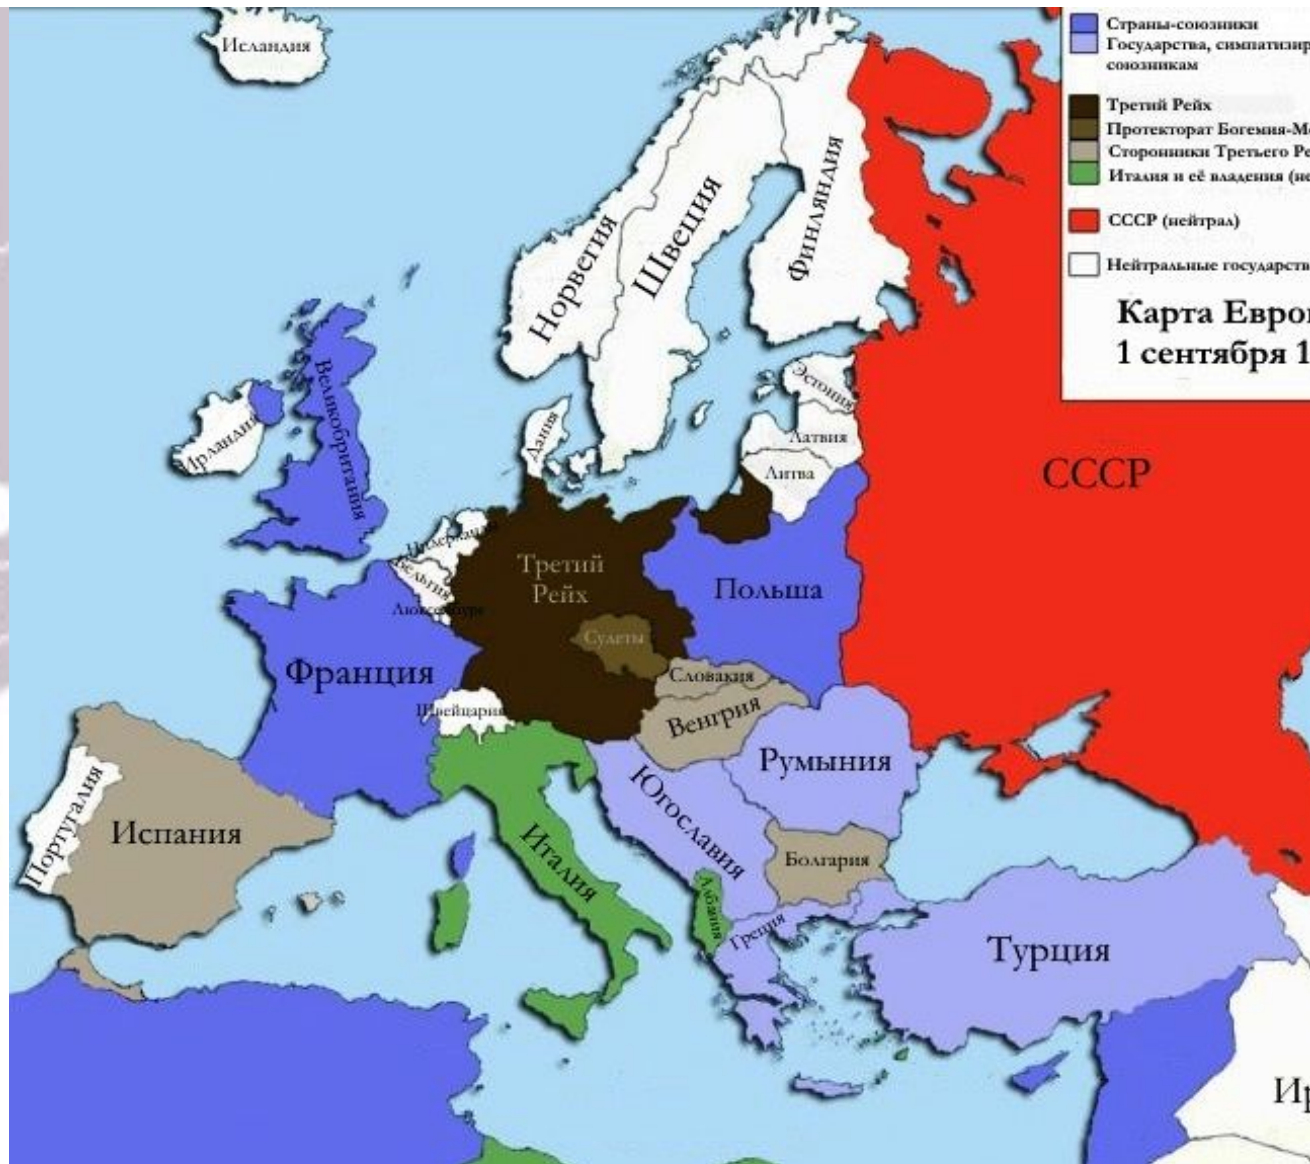 Исландия
Страны-союзники
Государства, симпатизир
союзникам
Третий Рейх
Протекторат Богемия-Мо
Сторонники Третьего Ре
Италия и её владения (не
СССР (нейтрал)
Нейтральные государств
Карта Евро
1 сентября 1
Норвегия
Швеция
Финляндия
Эстония
Латвия
Литва
Дания
Великобритания
Ирландия
СССР
Нидерланды
Бельгия
Люксембург
Третий
Рейх
Польша
Судеты
Словакия
Франция
Швейцария
Венгрия
Румыния
Югославия
Португалия
Испания
Италия
Болгария
Албания
Греция
Турция
Ир